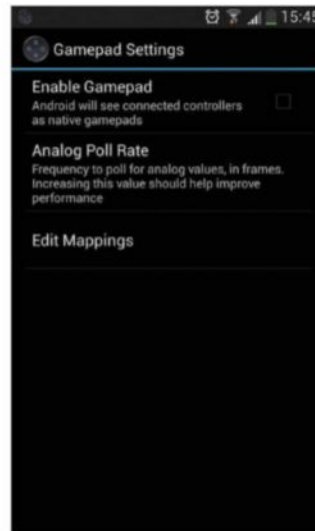 15:45
Gamepad Settings
Enable Gamepad
Android will see connected controllers
as native gamepads
Analog Poll Rate
Frequency to poll for analog values, in frames.
Increasing this value should help improve
performance
Edit Mappings